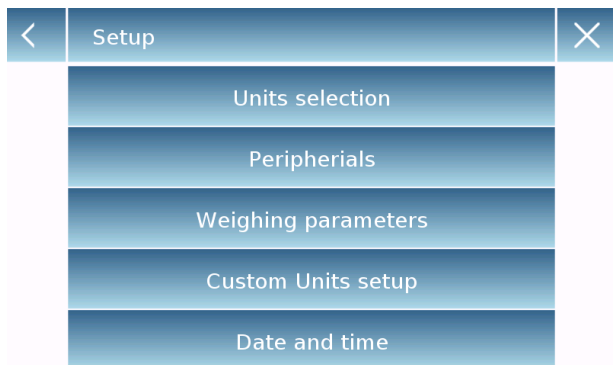 Setup
Units selection
Peripherials
Weighing parameters
Custom Units setup
Date and time